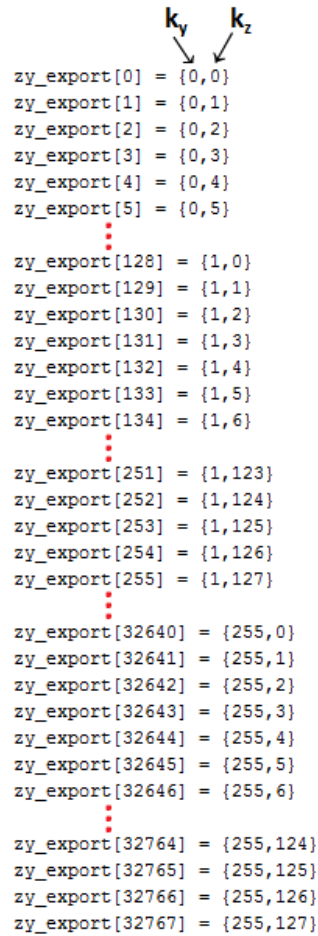 ky kz
zy_export[0] = {0,0}
zy_export[1] = {0,1}
zy_export[2] = {0,2}
zy_export[3] = {0,3}
zy_export[4] = {0,4}
zy_export[5] = {0,5}
zy_export[128] = {1,0}
zy_export[129] = {1,1}
zy_export[130] = {1,2}
zy_export[131] = {1,3}
zy_export[132] = {1,4}
zy_export[133] = {1,5}
zy_export[134] = {1,6}
zy_export[251] = {1,123}
zy_export[252] = {1,124}
zy_export[253] = {1,125}
zy_export[254] = {1,126}
zy_export[255] = {1,127}
zy_export[32640] = {255,0}
zy_export[32641] = {255,1}
zy_export[32642] = {255,2}
zy_export[32643] = {255,3}
zy_export[32644] = {255,4}
zy_export[32645] = {255,5}
zy_export[32646] = {255,6}
zy_export[32764] = {255,124}
zy_export[32765] = {255,125}
zy_export[32766] = {255,126}
zy_export[32767] = {255,127}